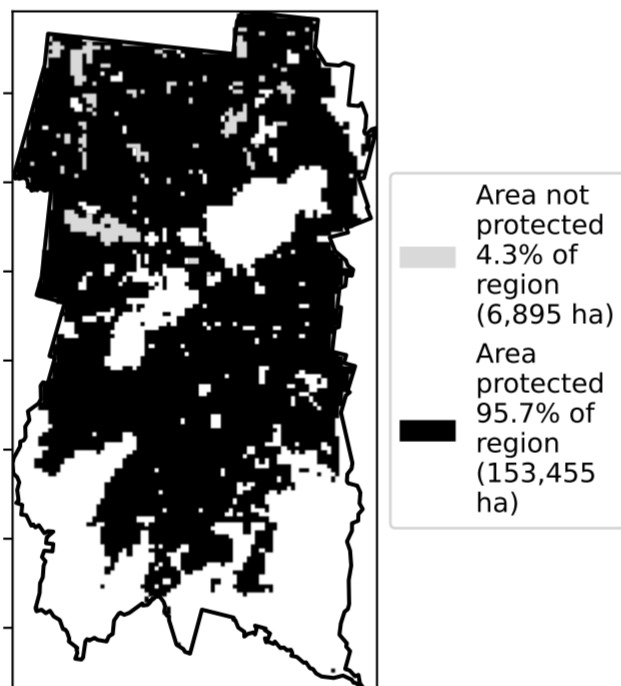 Area not
protected
4.3% of
region
(6,895 ha)
Area
protected
95.7% of
region
(153,455
ha)